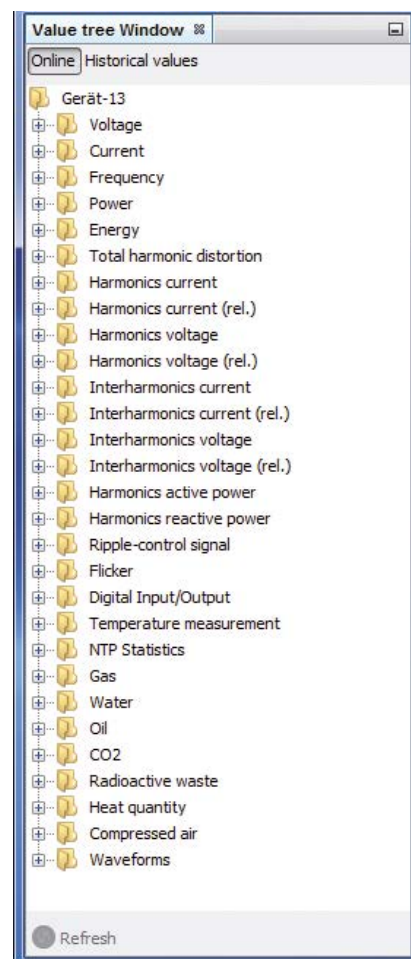 Value tree Window
Online Historical values
Gerät-13
Voltage
Current
Frequency
Power
Energy
Total harmonic distortion
Harmonics current
Harmonics current (rel.)
Harmonics voltage
Harmonics voltage (rel.)
Interharmonics current
Interharmonics current (rel.)
Interharmonics voltage
Interharmonics voltage (rel.)
Harmonics active power
Harmonics reactive power
Ripple-control signal
Flicker
Digital Input/Output
Temperature measurement
NTP Statistics
Gas
Water
Oil
CO2
Radioactive waste
Heat quantity
Compressed air
Waveforms
Refresh